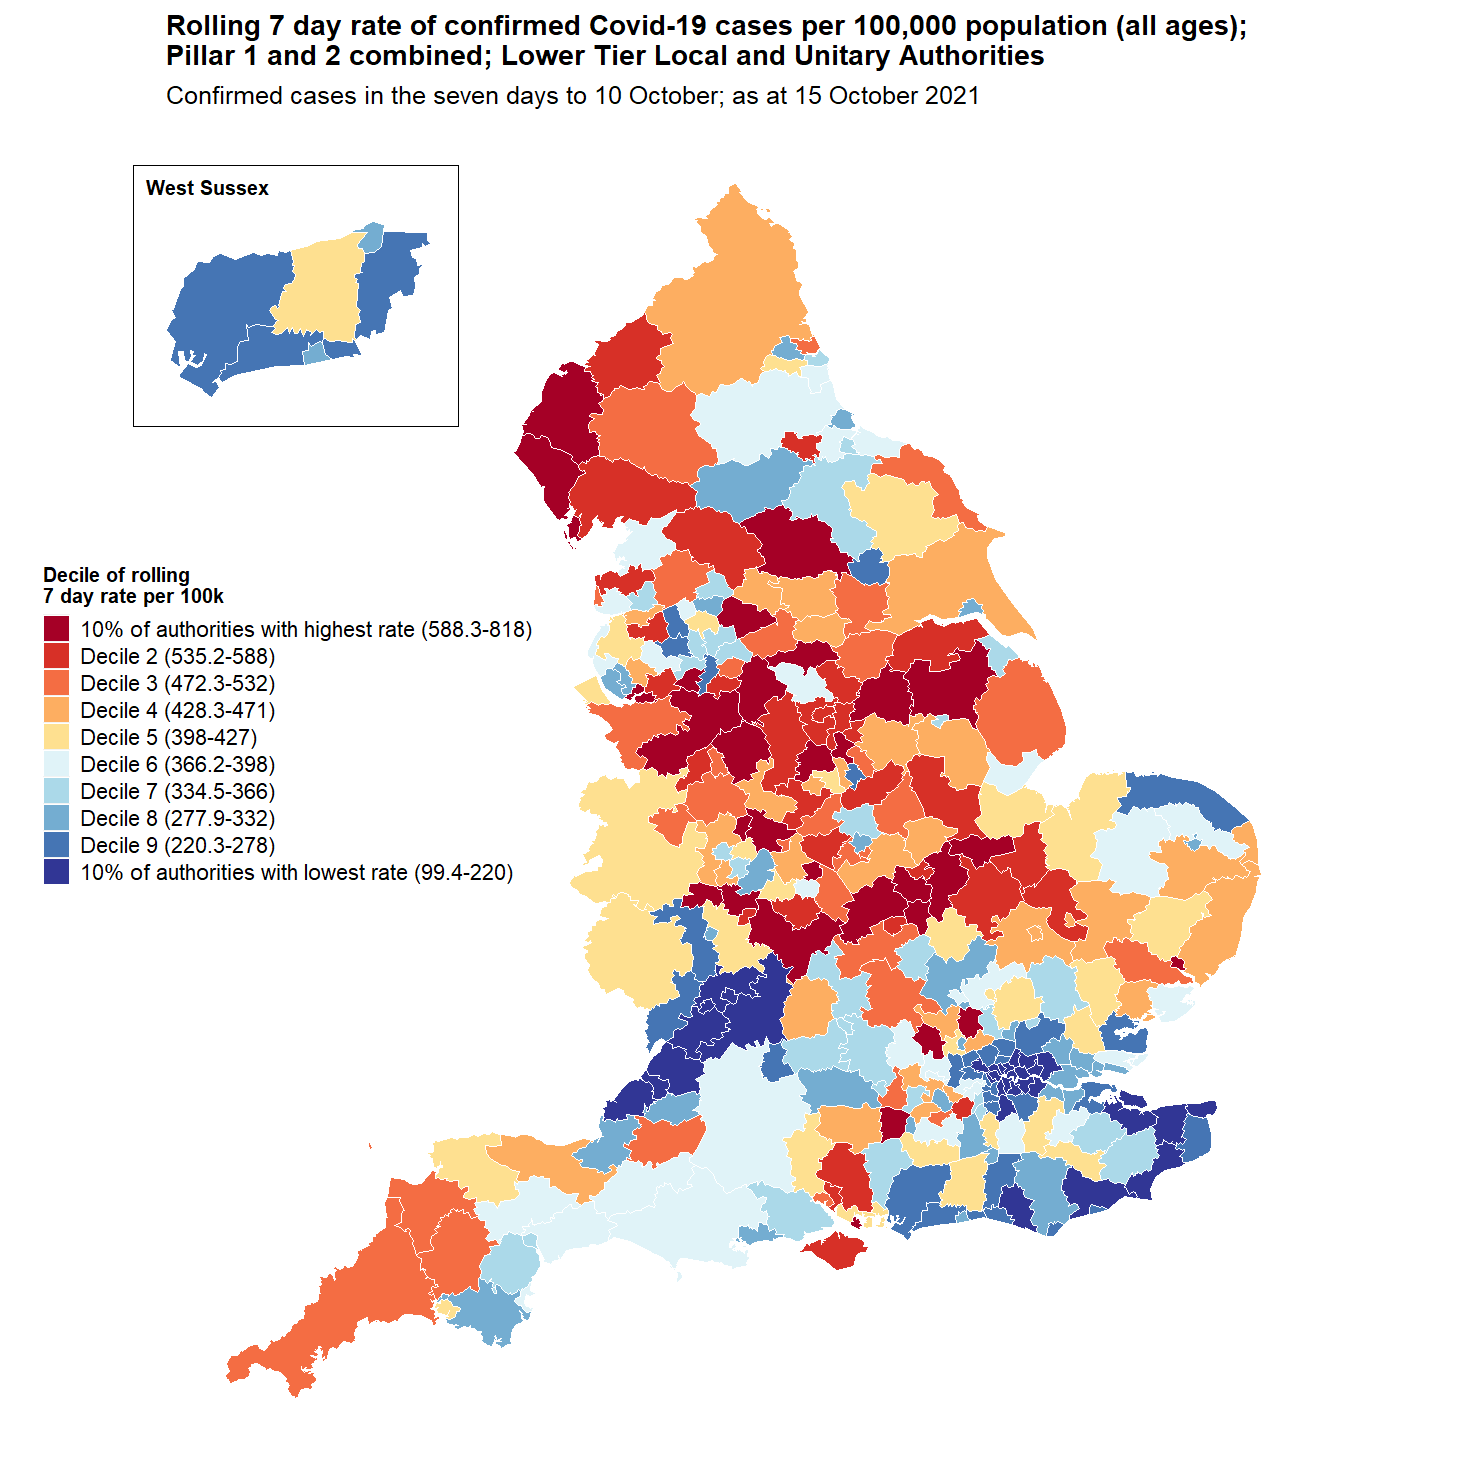 Rolling 7 day rate of confirmed Covid-19 cases per 100,000 population (all ages);
Pillar 1 and 2 combined; Lower Tier Local and Unitary Authorities
Confirmed cases in the seven days to 10 October; as at 15 October 2021
West Sussex
Decile of rolling
7 day rate per 100k
10% of authorities with highest rate (588.3-818)
Decile 2 (535.2-588)
Decile 3 (472.3-532)
Decile 4 (428.3-471)
Decile 5 (398-427)
Decile 6 (366.2-398)
Decile 7 (334.5-366)
Decile 8 (277.9-332)
Decile 9 (220.3-278)
10% of authorities with lowest rate (99.4-220)